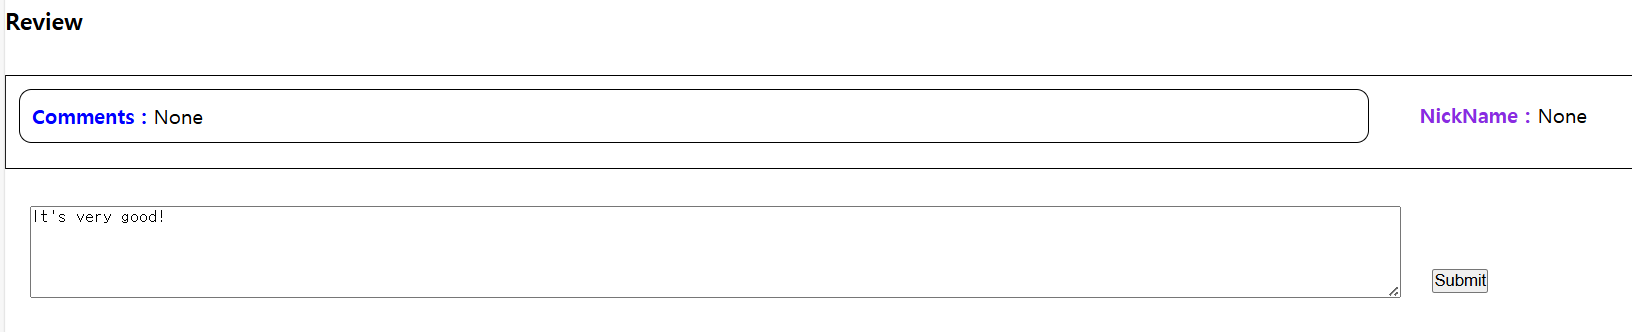 Review
Comments : None
NickName : None
It's very good!
Submit